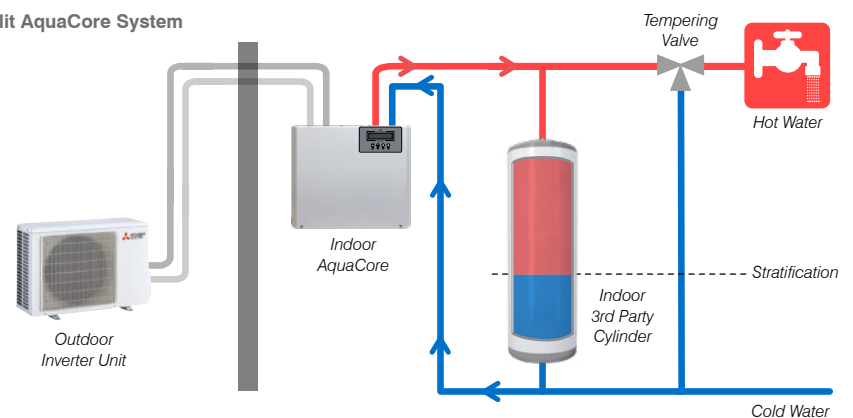 lit AquaCore System
Tempering
Valve
Hot Water
Indoor
AquaCore
Stratification
Indoor
3rd Party
Cylinder
Outdoor
Inverter Unit
Cold Water